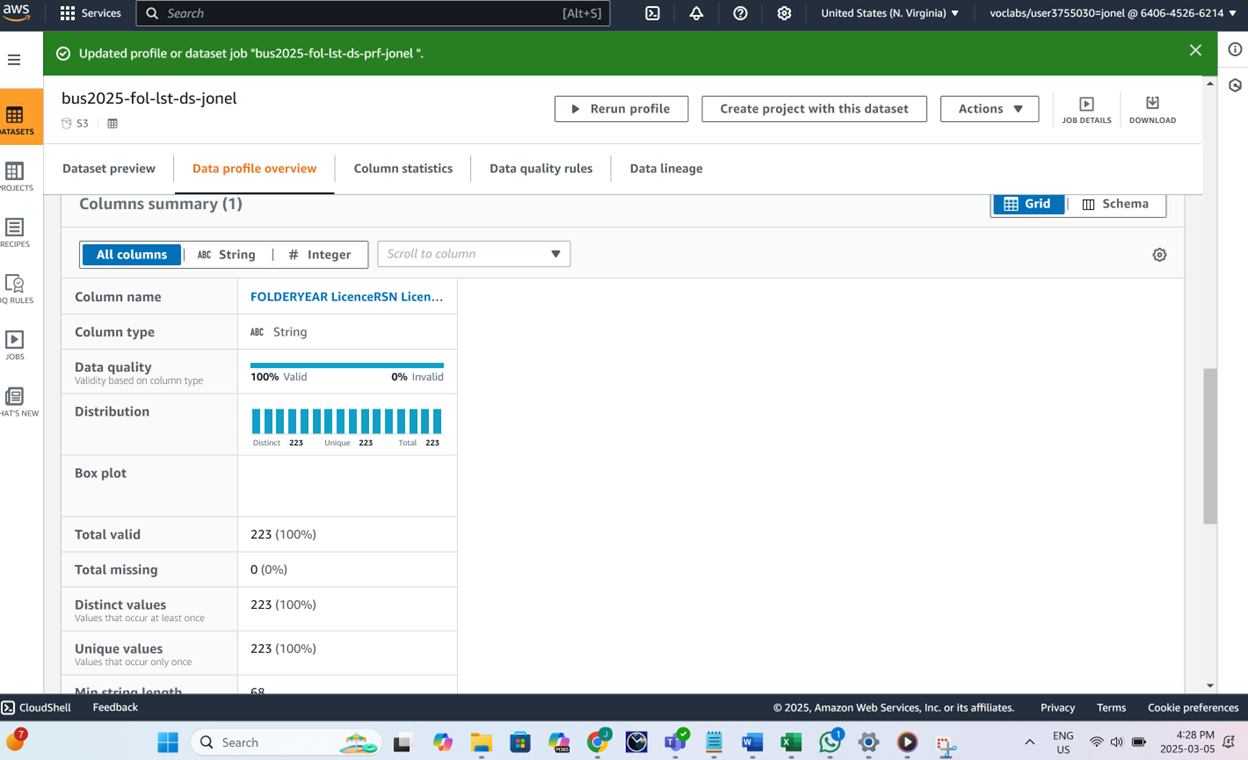 aws
Services
Search
[Alt+S]
United States (N. Virginia)
voclabs/user3755030=jonel @ 6406-4526-6214
Updated profile or dataset job "bus2025-fol-lst-ds-prf-jonel ".
bus2025-fol-lst-ds-jonel
S3
Rerun profile
Create project with this dataset
Actions
JOB DETAILS
DOWNLOAD
DATASETS
PROJECTS
RECIPES
DQ RULES
JOBS
WHAT'S NEW
Dataset preview
Data profile overview
Column statistics
Data quality rules
Data lineage
Columns summary (1)
Grid
Schema
All columns
ABC String
# Integer
Scroll to column
Column name
FOLDERYEAR LicenceRSN Licen...
Column type
ABC String
Data quality
Validity based on column type
100% Valid
0% Invalid
Distribution
Distinct 223 Unique 223 Total 223
Box plot
Total valid
223 (100%)
Total missing
0 (0%)
Distinct values
Values that occur at least once
223 (100%)
Unique values
Values that occur only once
223 (100%)
Min string length
68
CloudShell
Feedback
© 2025, Amazon Web Services, Inc. or its affiliates.
Privacy
Terms
Cookie preferences
7
Search
M365
J
1
ENG
US
4:28 PM
2025-03-05